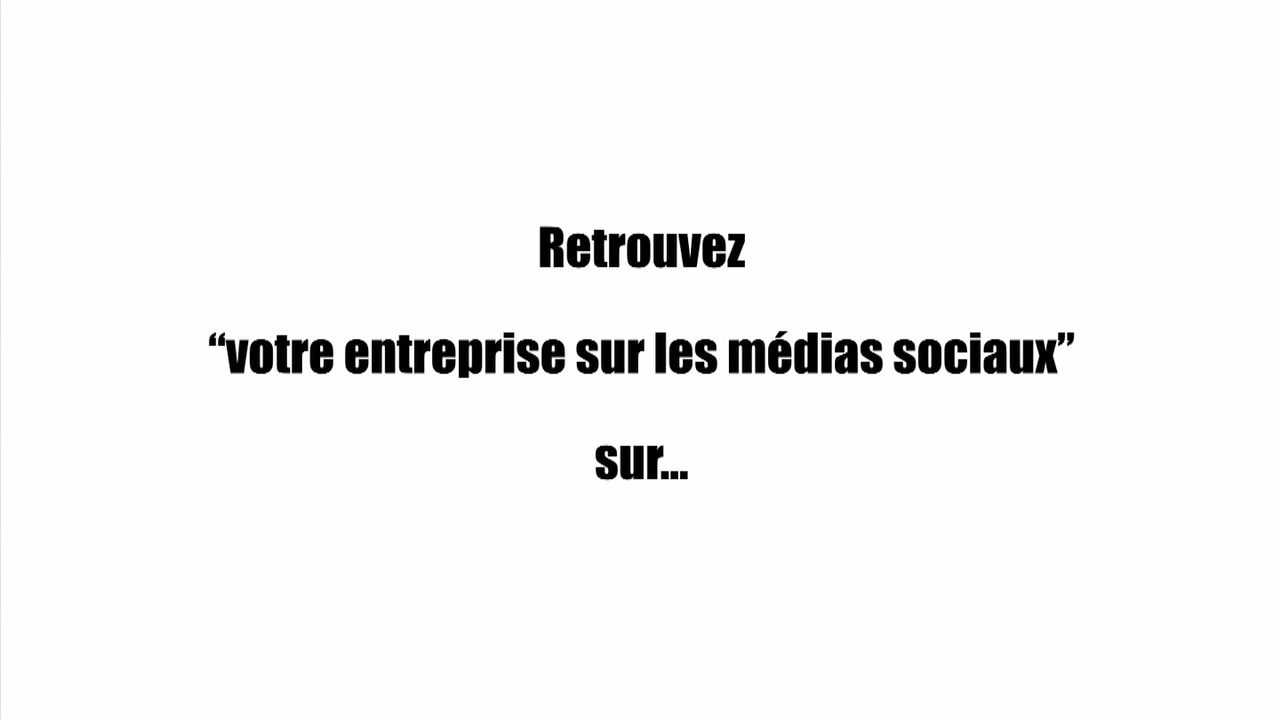 Retrouvez
“votre entreprise sur les médias sociaux”
sur...